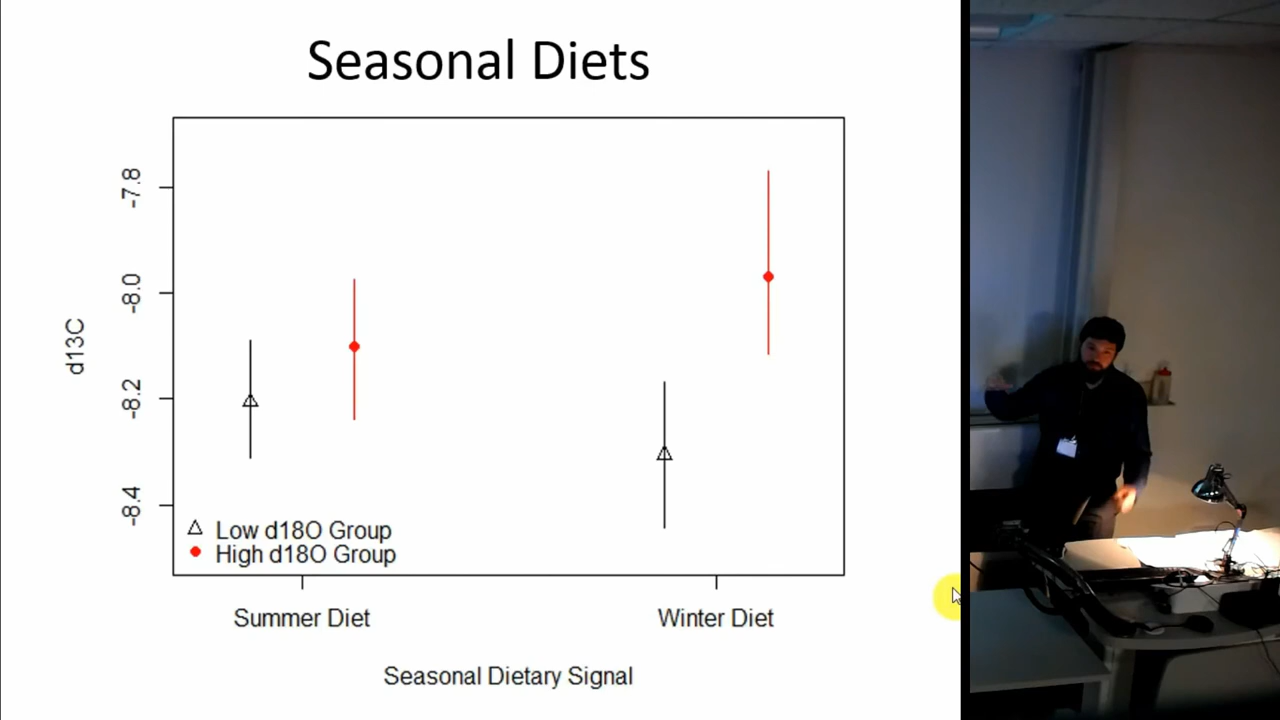 Seasonal Diets
-7.8
-8.0
-8.2
-8.4
d13C
Low d18O Group
High d18O Group
Summer Diet
Winter Diet
Seasonal Dietary Signal